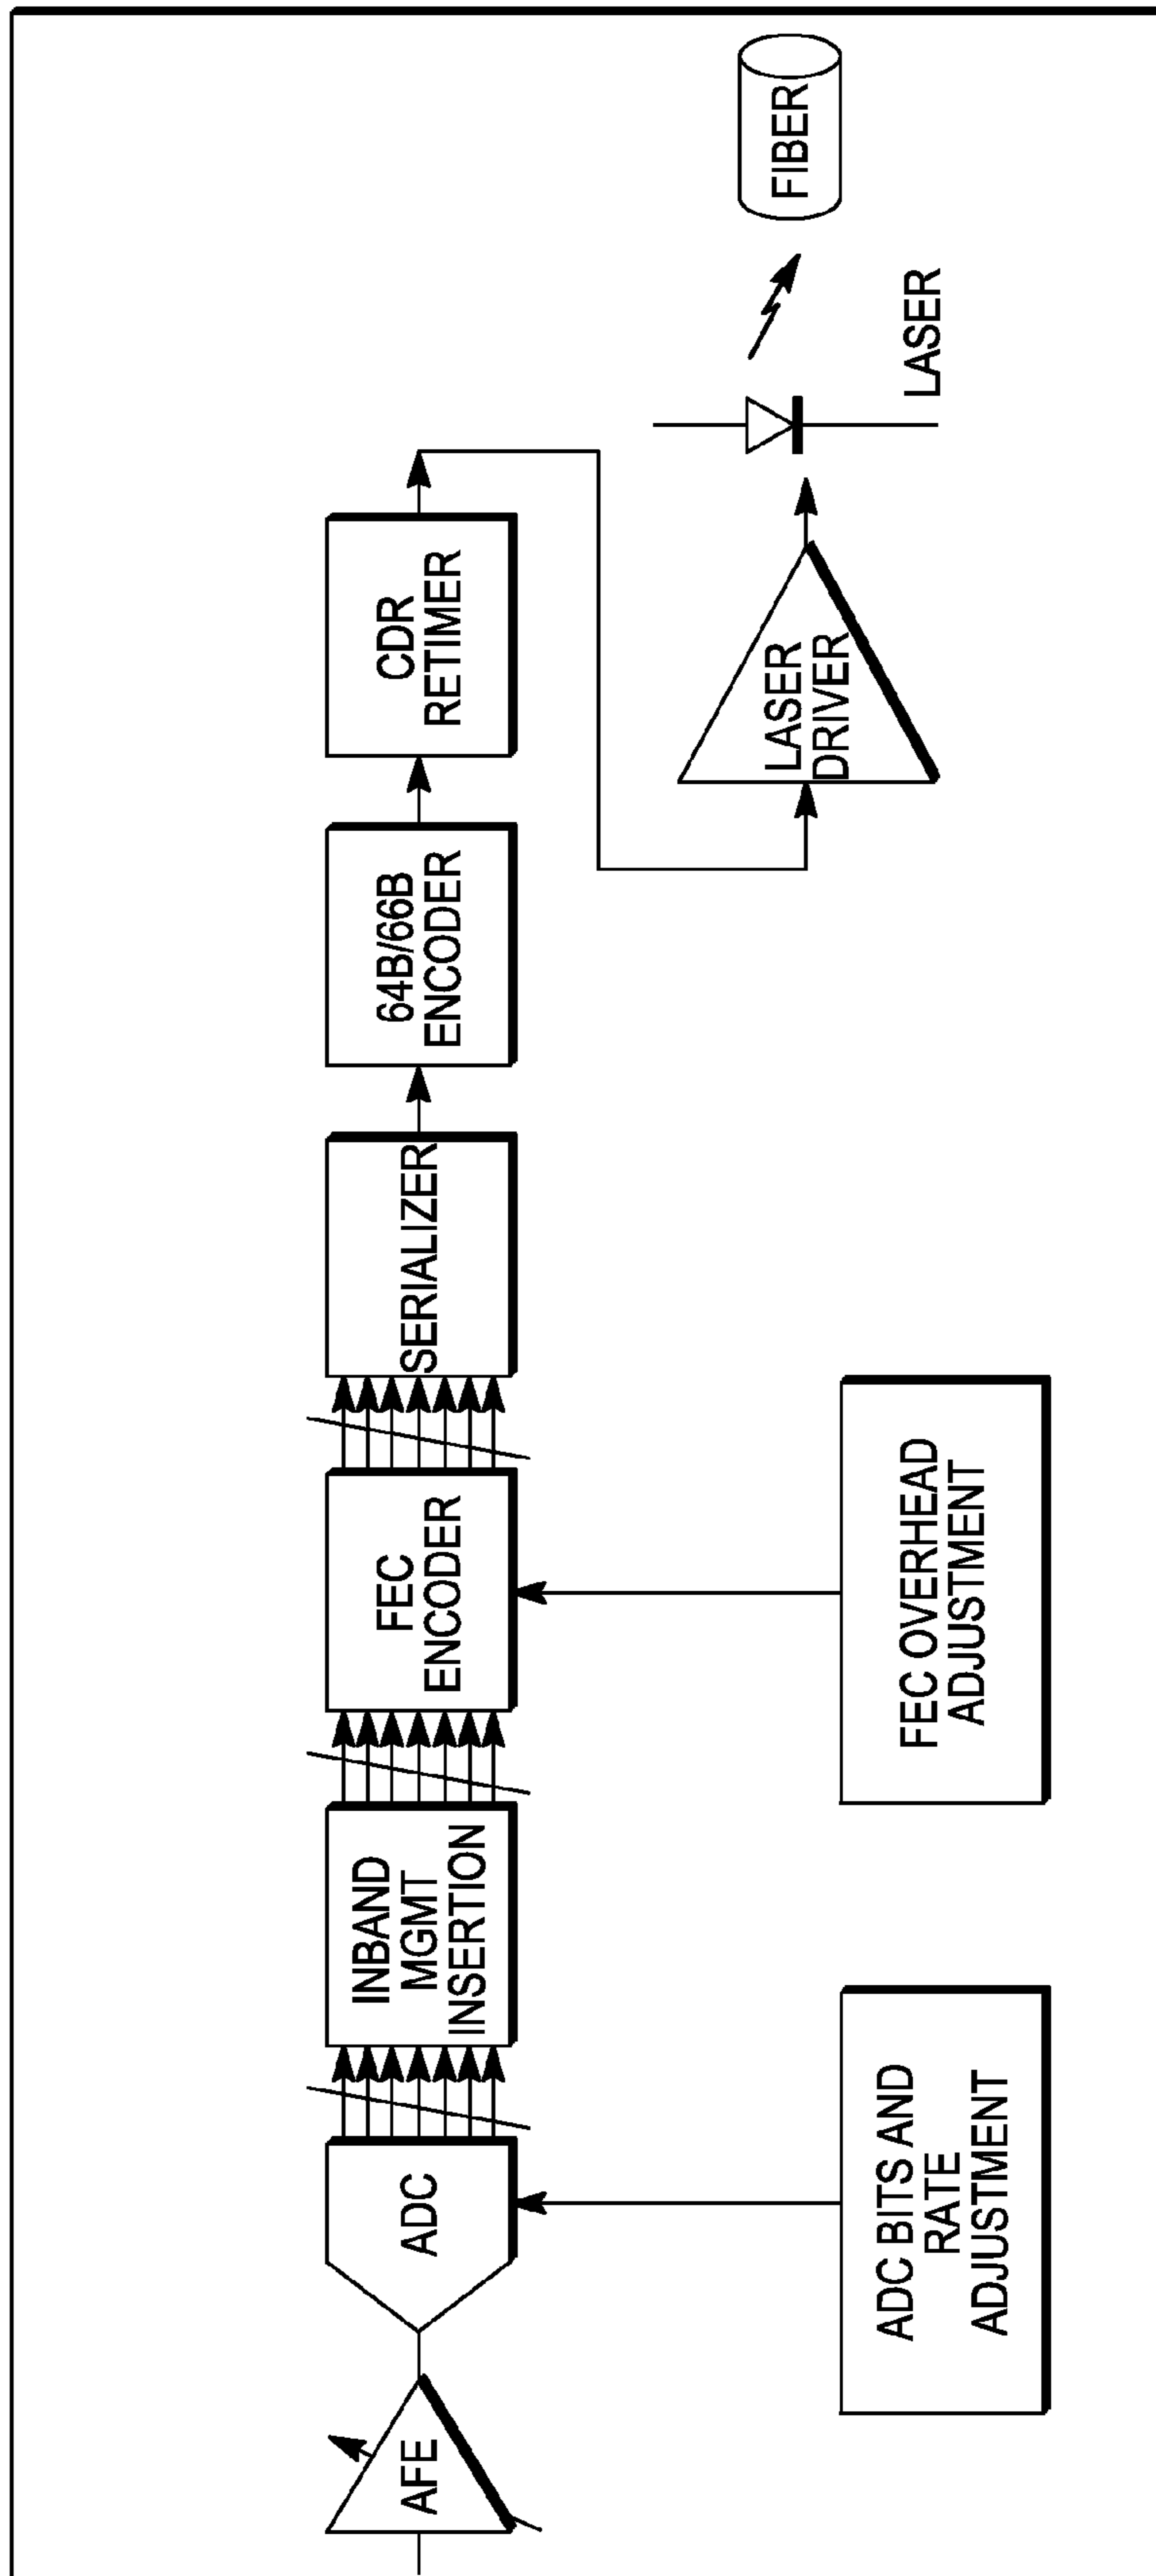 AFE
ADC
INBAND
MGMT
INSERTION
FEC
ENCODER
SERIALIZER
64B/66B
ENCODER
CDR
RETIMER
ADC BITS AND
RATE
ADJUSTMENT
FEC OVERHEAD
ADJUSTMENT
LASER
DRIVER
LASER
FIBER